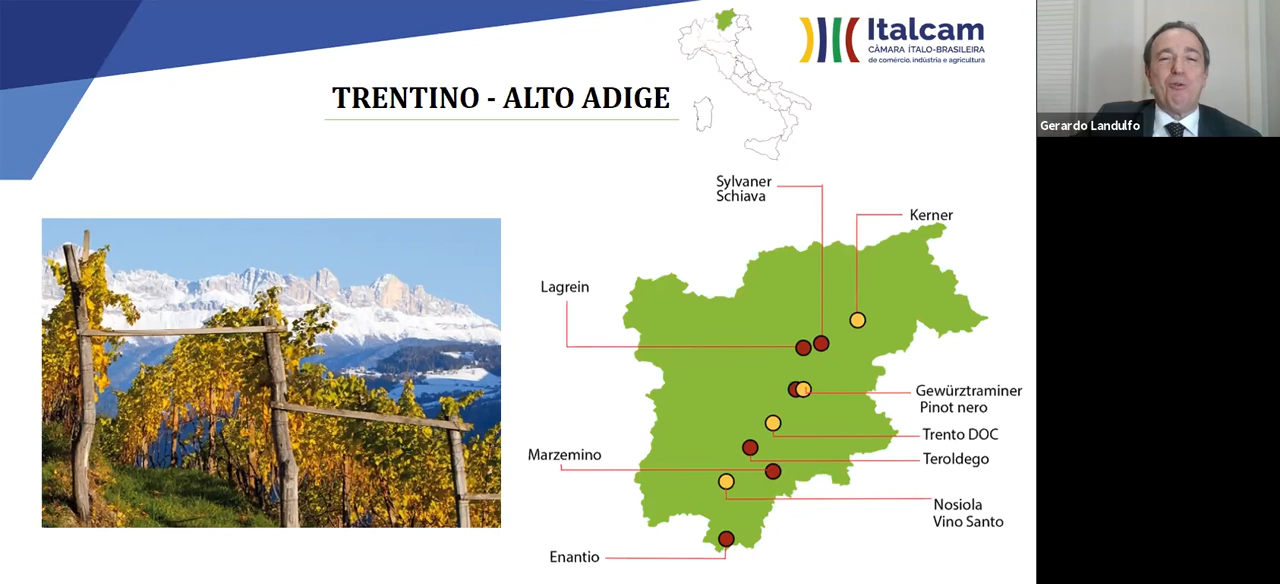 TRENTINO - ALTO ADIGE
Italcam
CÂMARA ÍTALO-BRASILEIRA
de comércio, indústria e agricultura
Gerardo Landulfo
Sylvaner
Schiava
Kerner
Lagrein
Gewürztraminer
Pinot nero
Trento DOC
Teroldego
Marzemino
Nosiola
Vino Santo
Enantio